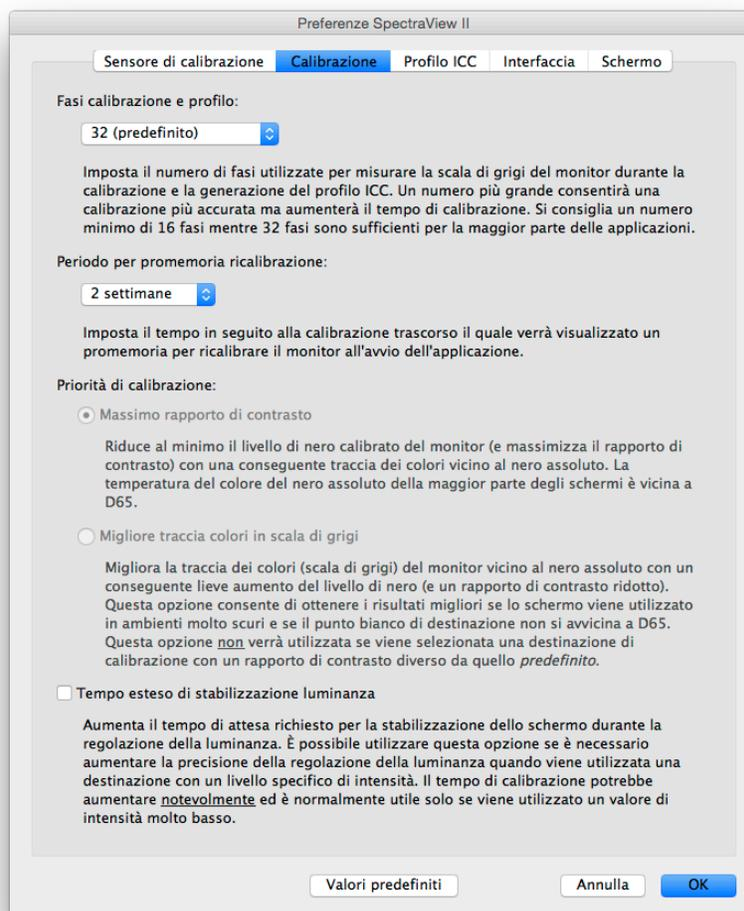 Preferenze SpectraView II
Sensore di calibrazione Calibrazione Profilo ICC Interfaccia Schermo
Fasi calibrazione e profilo:
32 (predefinito)
Imposta il numero di fasi utilizzate per misurare la scala di grigi del monitor durante la
calibrazione e la generazione del profilo ICC. Un numero più grande consentirà una
calibrazione più accurata ma aumenterà il tempo di calibrazione. Si consiglia un numero
minimo di 16 fasi mentre 32 fasi sono sufficienti per la maggior parte delle applicazioni.
Periodo per promemoria ricalibrazione:
2 settimane
Imposta il tempo in seguito alla calibrazione trascorso il quale verrà visualizzato un
promemoria per ricalibrare il monitor all'avvio dell'applicazione.
Priorità di calibrazione:
Massimo rapporto di contrasto
Riduce al minimo il livello di nero calibrato del monitor (e massimizza il rapporto di
contrasto) con una conseguente traccia dei colori vicino al nero assoluto. La
temperatura del colore del nero assoluto della maggior parte degli schermi è vicina a
D65.
Migliore traccia colori in scala di grigi
Migliora la traccia dei colori (scala di grigi) del monitor vicino al nero assoluto con un
conseguente lieve aumento del livello di nero (e un rapporto di contrasto ridotto).
Questa opzione consente di ottenere i risultati migliori se lo schermo viene utilizzato
in ambienti molto scuri e se il punto bianco di destinazione non si avvicina a D65.
Questa opzione non verrà utilizzata se viene selezionata una destinazione di
calibrazione con un rapporto di contrasto diverso da quello predefinito.
Tempo esteso di stabilizzazione luminanza
Aumenta il tempo di attesa richiesto per la stabilizzazione dello schermo durante la
regolazione della luminanza. È possibile utilizzare questa opzione se è necessario
aumentare la precisione della regolazione della luminanza quando viene utilizzata una
destinazione con un livello specifico di intensità. Il tempo di calibrazione potrebbe
aumentare notevolmente ed è normalmente utile solo se viene utilizzato un valore di
intensità molto basso.
Valori predefiniti Annulla OK